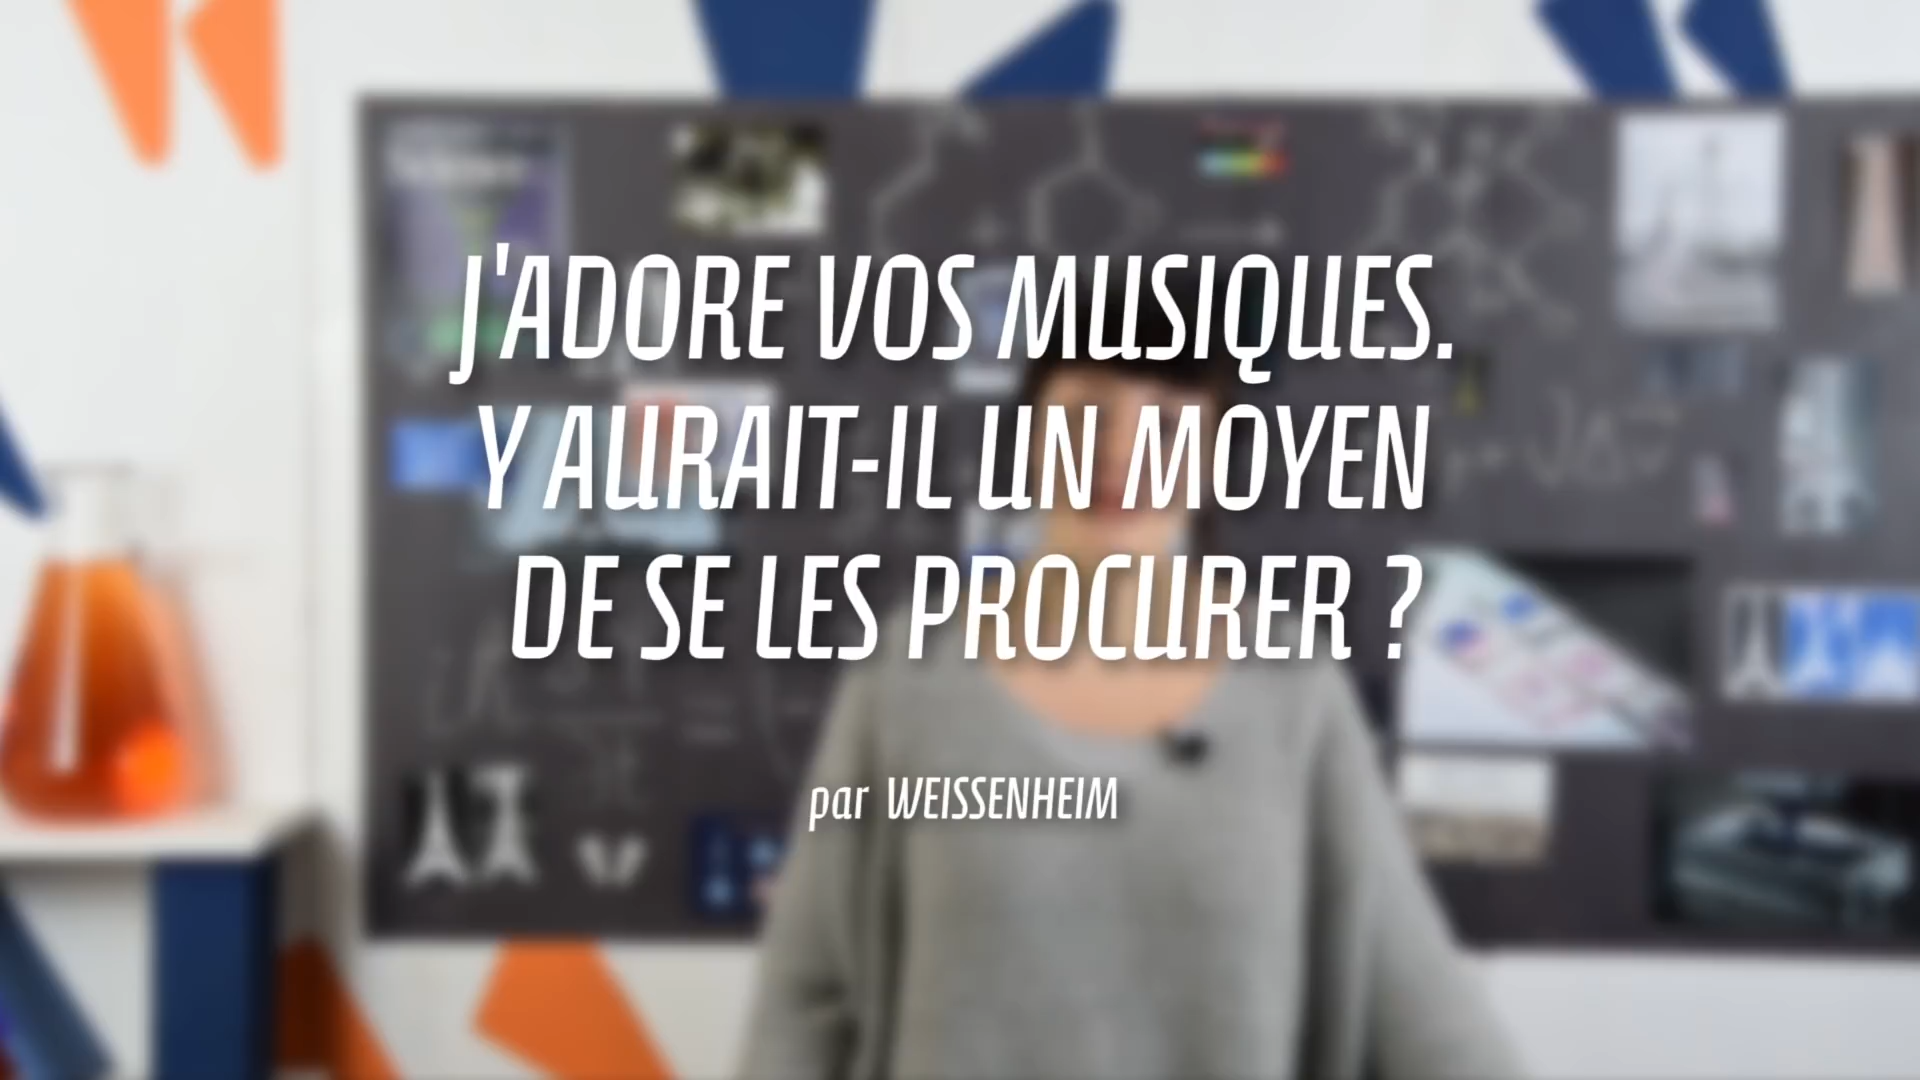 J'ADORE VOS MUSIQUES.
Y AURAIT-IL UN MOYEN
DE SE LES PROCURER ?
par WEISSENHEIM